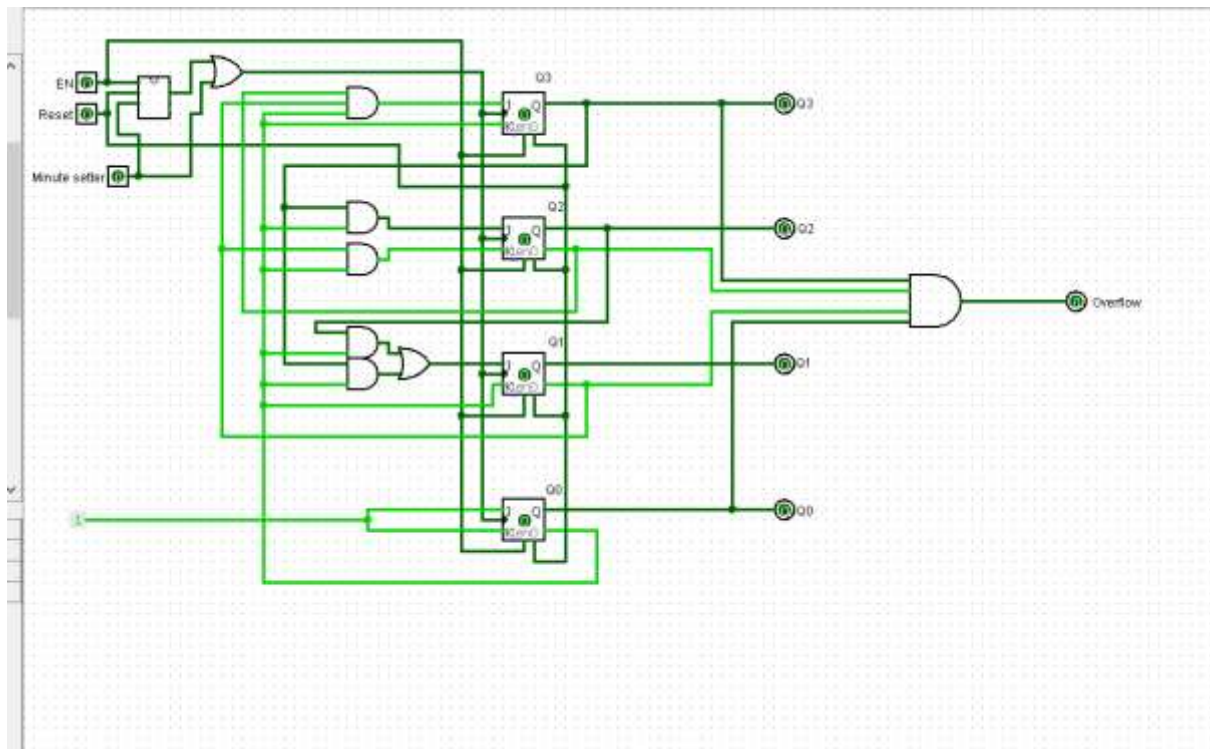 Q3
EN
J Q
Q3
Reset
Minute setter
Q2
J Q
Q2
Overflow
Q1
J Q
Q1
Q0
J Q
Q0
1